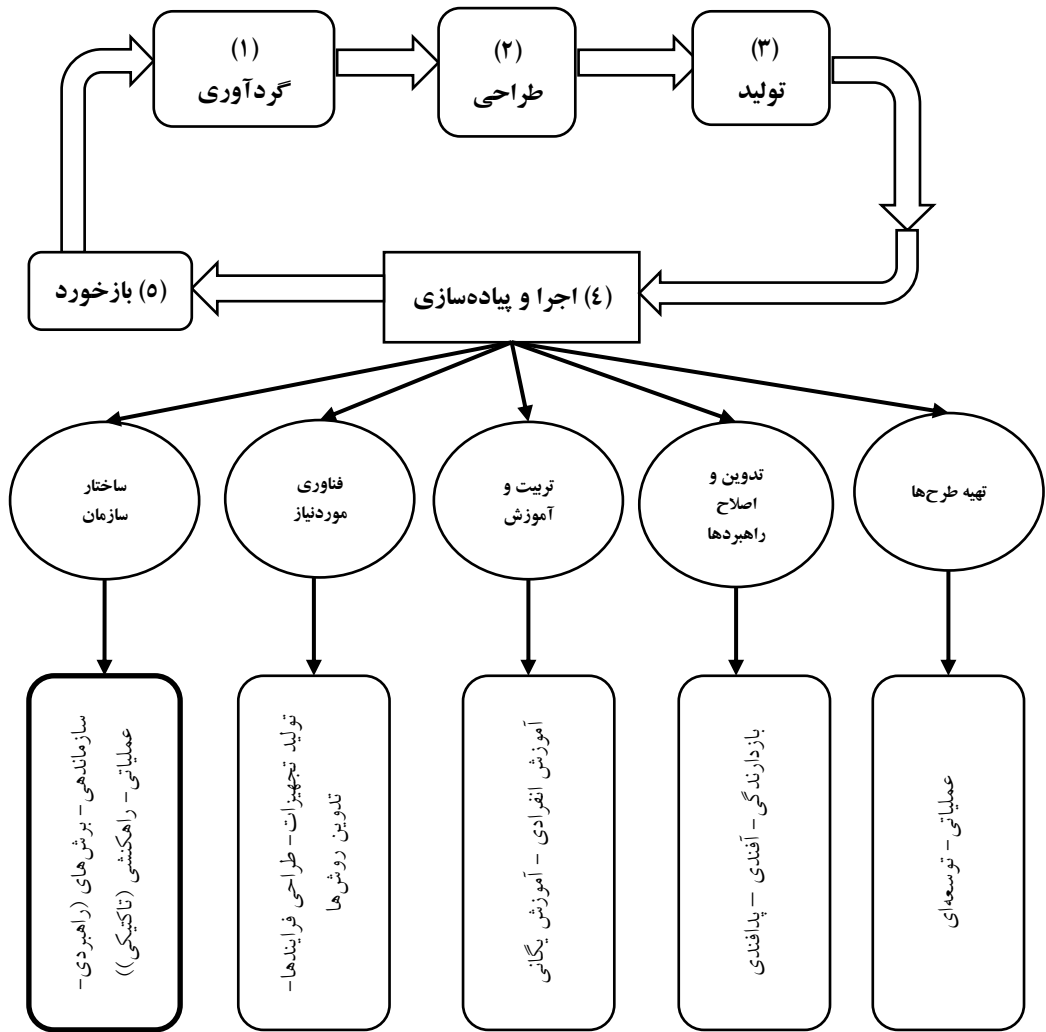 (۱)
گردآوری
(۲)
طراحی
(۳)
تولید
(٤) اجرا و پیاده‌سازی
(٥) بازخورد
تهیه طرح‌ها
تدوین و
اصلاح
راهبردها
تربیت و
آموزش
فناوری
موردنیاز
ساختار
سازمان
عملیاتی- توسعه‌ای
بازدارندگی- آفندی – پدافندی
آموزش انفرادی - آموزش یگانی
تولید تجهیزات- طراحی فرایندها-
تدوین روش‌ها
سازماندهی- برش‌های (راهبردی-
عملیاتی- راهکنشی (تاکتیکی))